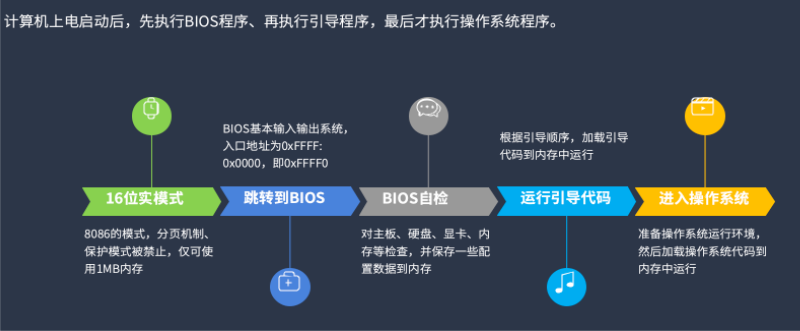 计算机上电启动后，先执行BIOS程序、再执行引导程序，最后才执行操作系统程序。
16位实模式
8086的模式，分页机制、
保护模式被禁止，仅可使
用1MB内存
BIOS基本输入输出系统，
入口地址为0xFFFF:
0x0000，即0xFFFF0
跳转到BIOS
BIOS自检
对主板、硬盘、显卡、内
存等检查，并保存一些配
置数据到内存
根据引导顺序，加载引导
代码到内存中运行
运行引导代码
进入操作系统
准备操作系统运行环境，
然后加载操作系统代码到
内存中运行